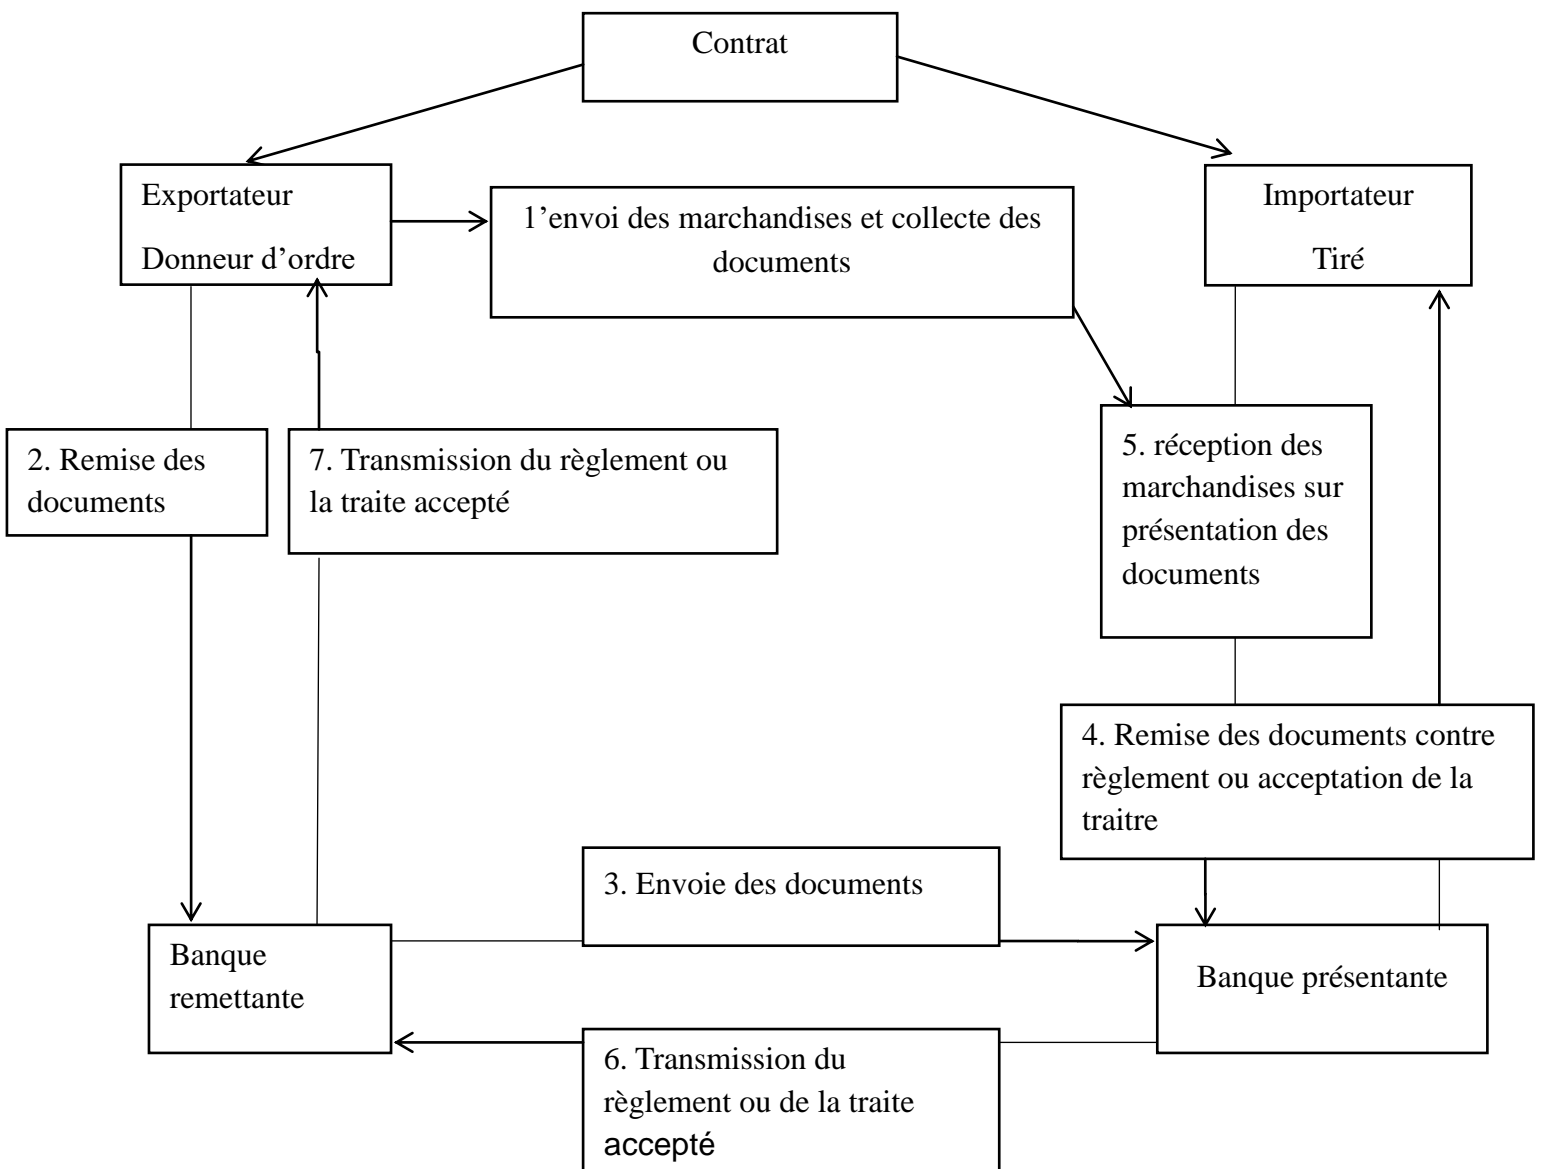 Contrat
Exportateur
Donneur d’ordre
1’envoi des marchandises et collecte des
documents
Importateur
Tiré
2. Remise des
documents
7. Transmission du règlement ou
la traite accepté
5. réception des
marchandises sur
présentation des
documents
4. Remise des documents contre
règlement ou acceptation de la
traitre
3. Envoie des documents
Banque
remettante
Banque présentante
6. Transmission du
règlement ou de la traite
accepté